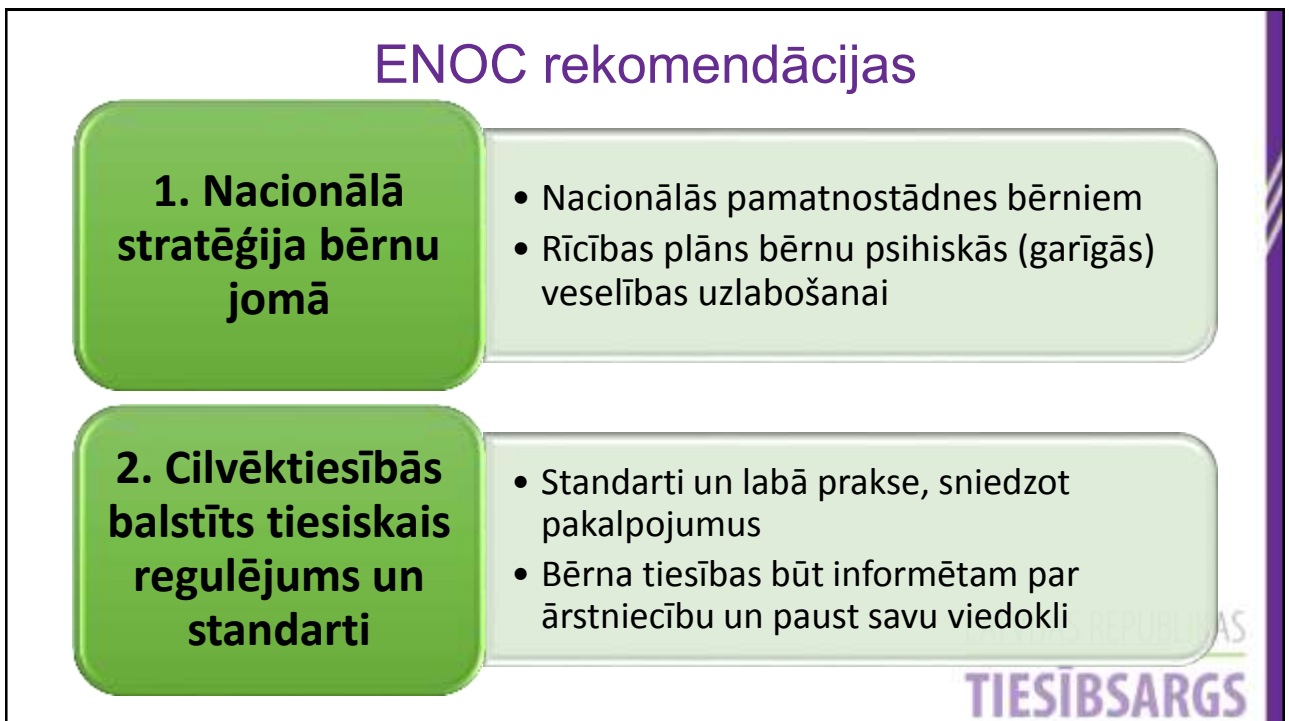 ENOC rekomendācijas
1. Nacionālā
stratēģija bērnu
jomā
• Nacionālās pamatnostādnes bērniem
• Rīcības plāns bērnu psihiskās (garīgās)
veselības uzlabošanai
2. Cilvēktiesībās
balstīts tiesiskais
regulējums un
standarti
• Standarti un labā prakse, sniedzot
pakalpojumus
• Bērna tiesības būt informētam par
ārstniecību un paust savu viedokli
REPUBLIKAS
TIESĪBSARGS